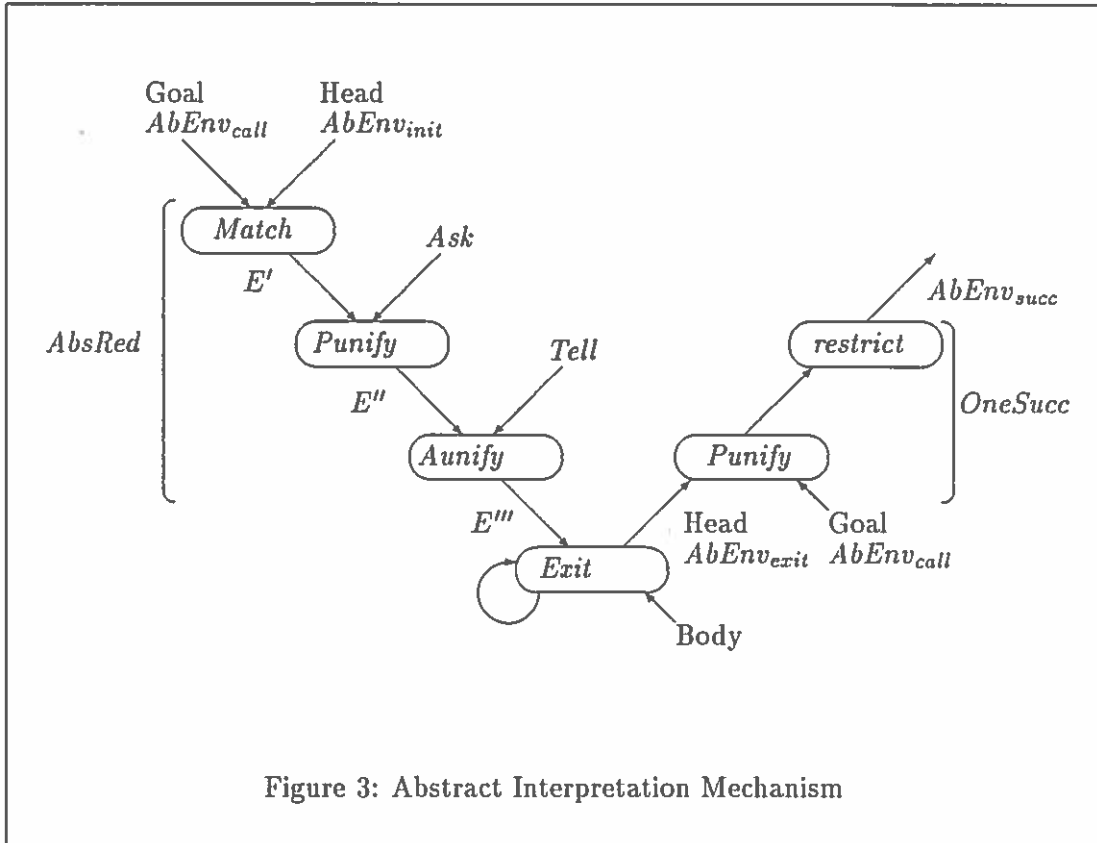 Goal
AbEnv_call
Head
AbEnv_init
Match
Ask
E′
AbEnv_succ
AbsRed
Punify
restrict
Tell
E″
OneSucc
Aunify
Punify
E‴
Head
AbEnv_exit
Goal
AbEnv_call
Exit
Body
Figure 3: Abstract Interpretation Mechanism